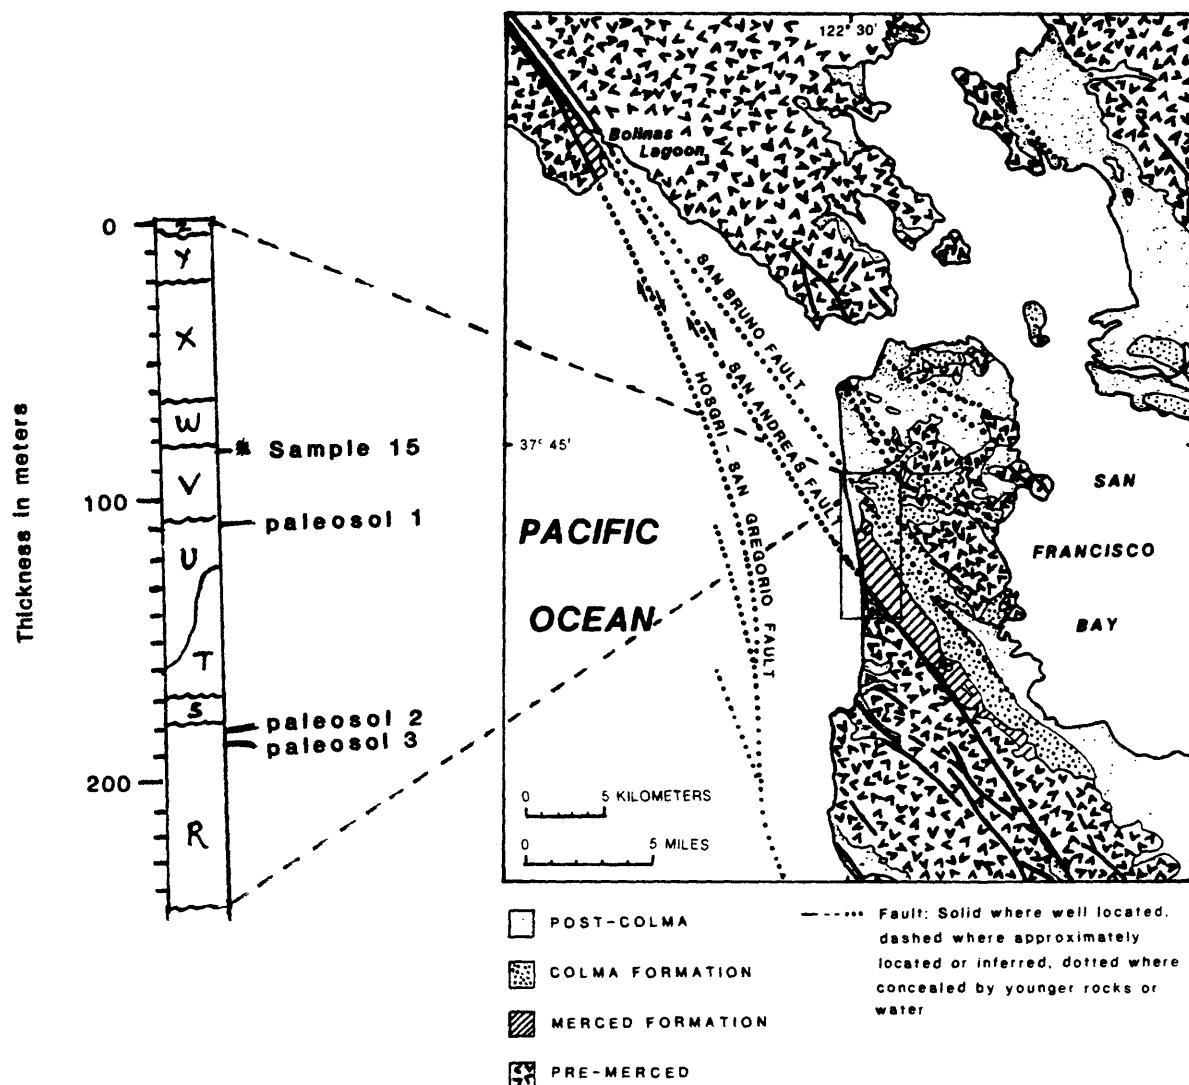 Thickness in meters
0
100
200
Z
Y
X
W
V
U
T
S
R
* Sample 15
paleosol 1
paleosol 2
paleosol 3
122° 30'
37° 45'
Bolinas
Lagoon
SAN BRUNO FAULT
SAN ANDREAS FAULT
HOSGRI - SAN GREGORIO FAULT
PACIFIC
OCEAN
SAN
FRANCISCO
BAY
0 5 KILOMETERS
0 5 MILES
POST-COLMA
COLMA FORMATION
MERCED FORMATION
PRE-MERCED
Fault: Solid where well located,
dashed where approximately
located or inferred, dotted where
concealed by younger rocks or
water